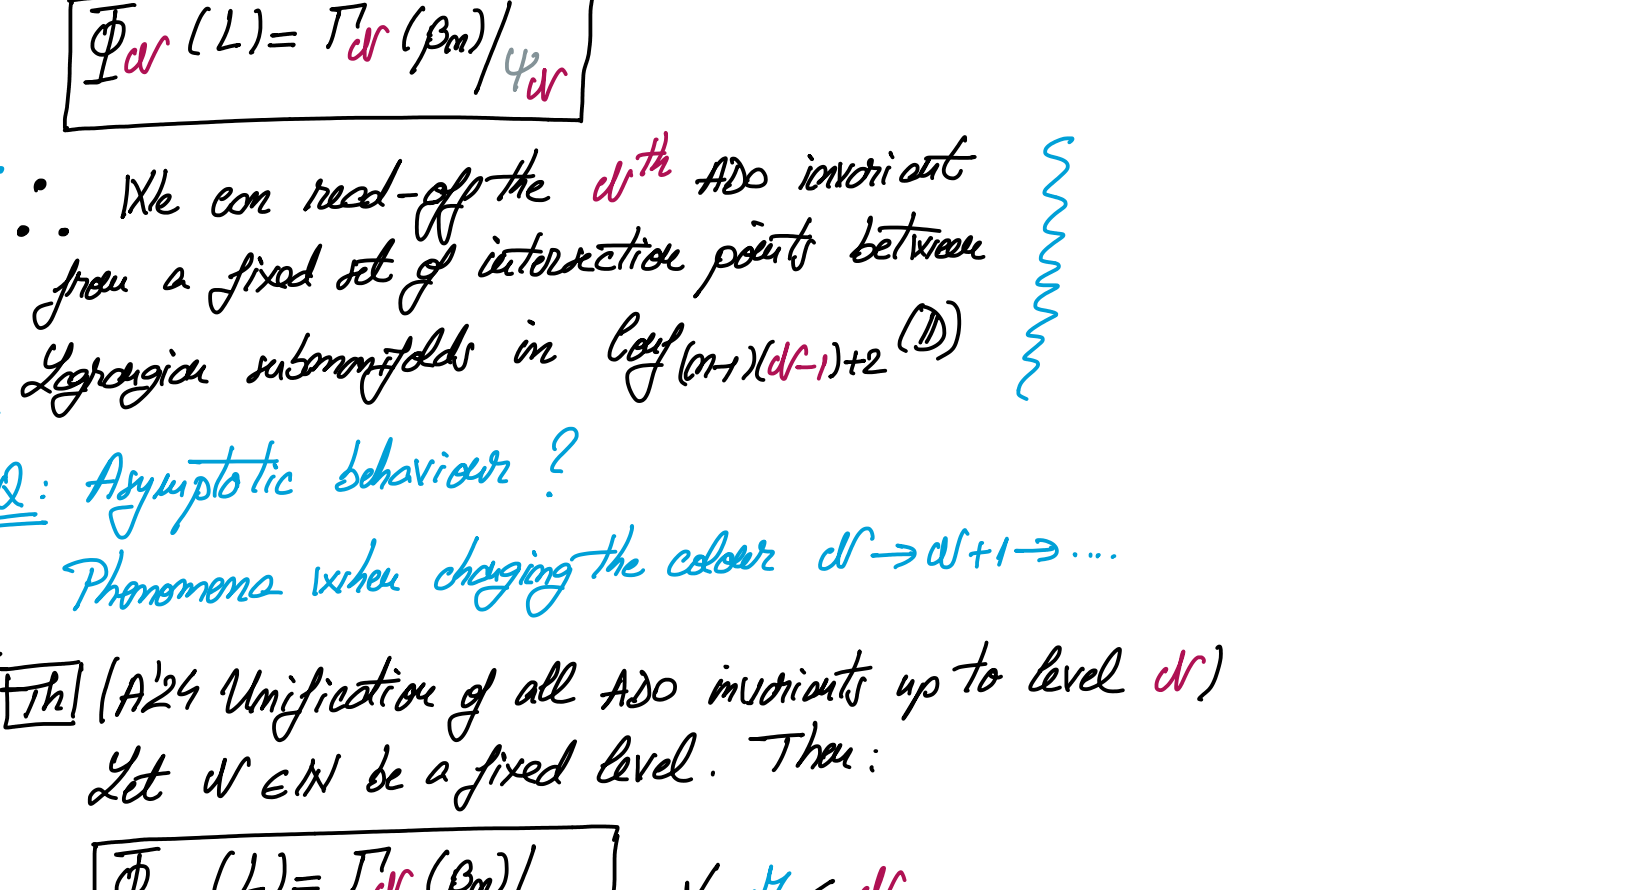 Φ_𝒩 (L) = Γ_𝒩 (β_n) / ψ_𝒩
∴ We can read-off the 𝒩^th ADO invariant
from a fixed set of intersection points between
Lagrangian submanifolds in Conf_{(n-1)(𝒩-1)+2} (𝔻)
Q: Asymptotic behaviour?
Phenomena when changing the colour 𝒩 → 𝒩+1 → ....
Th (A'24 Unification of all ADO invariants up to level 𝒩)
Let 𝒩 ∈ ℕ be a fixed level. Then:
Φ (L) = Γ_𝒩 (β_n) /